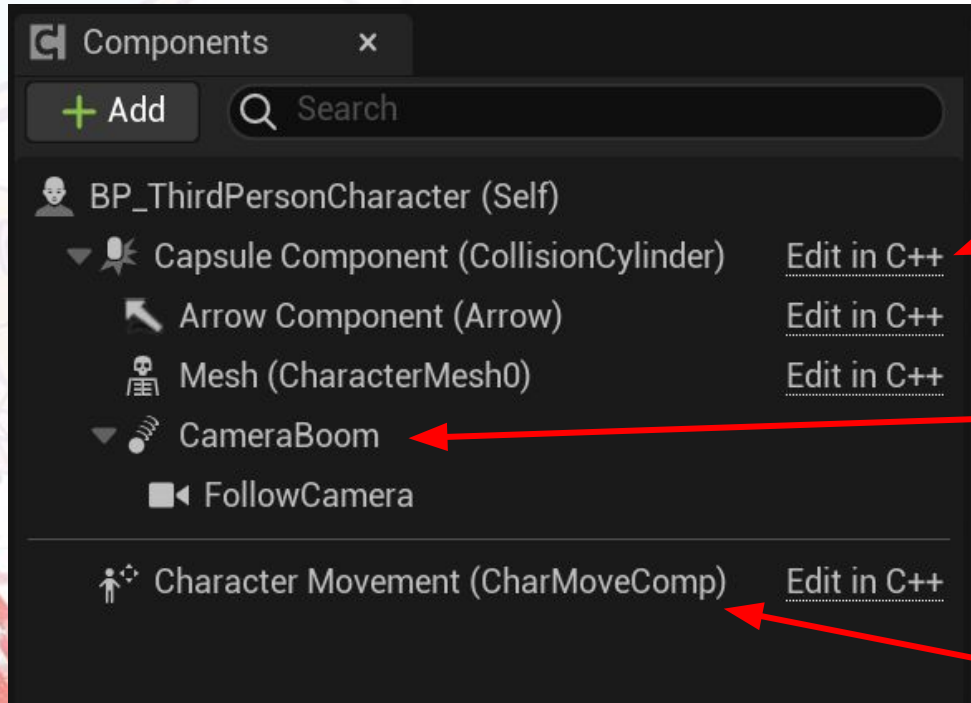 Components
Add
Search
BP_ThirdPersonCharacter (Self)
Capsule Component (CollisionCylinder) Edit in C++
Arrow Component (Arrow) Edit in C++
Mesh (CharacterMesh0) Edit in C++
CameraBoom
FollowCamera
Character Movement (CharMoveComp) Edit in C++